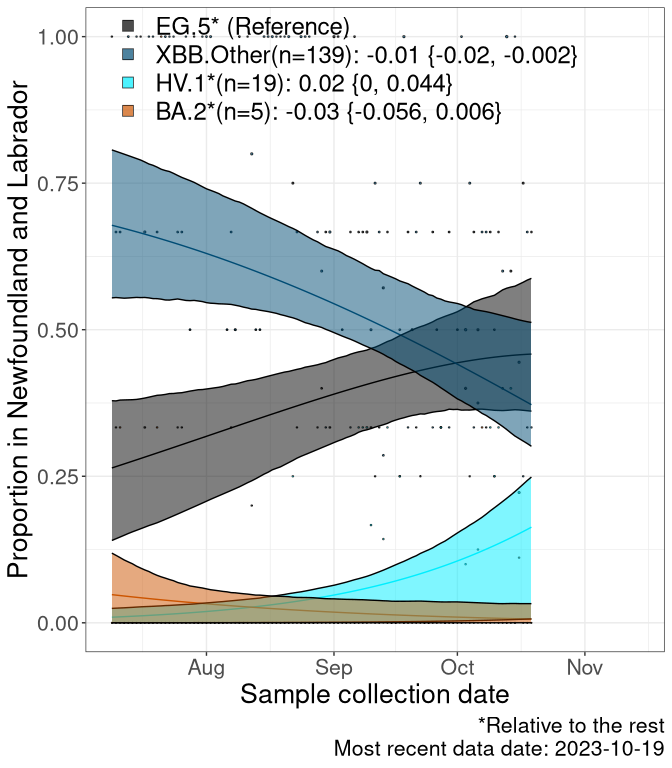 EG.5* (Reference)
XBB.Other(n=139): -0.01 {-0.02, -0.002}
HV.1*(n=19): 0.02 {0, 0.044}
BA.2*(n=5): -0.03 {-0.056, 0.006}
Proportion in Newfoundland and Labrador
1.00
0.75
0.50
0.25
0.00
Aug Sep Oct Nov
Sample collection date
*Relative to the rest
Most recent data date: 2023-10-19